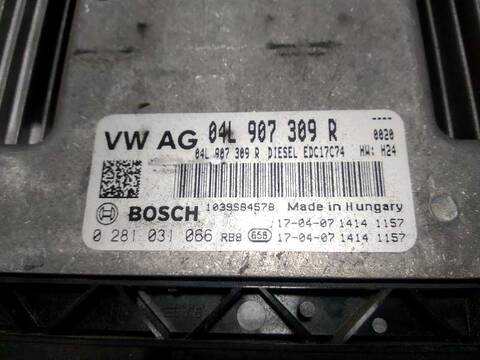 VW AG 04L 907 309 R
0020
04L 907 309 R DIESEL EDC17C74 HW: H24
BOSCH 1039S84578 Made in Hungary
17-04-07 1414 1157
0 281 031 066 RBB 658 17-04-07 1414 1157